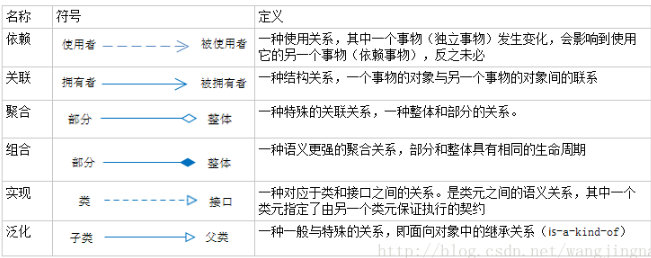 名称 符号 定义
依赖 使用者 被使用者 一种使用关系，其中一个事物（独立事物）发生变化，会影响到使用
它的另一个事物（依赖事物），反之未必
关联 拥有者 被拥有者 一种结构关系，一个事物的对象与另一个事物的对象间的联系
聚合 部分 整体 一种特殊的关联关系，一种整体和部分的关系。
组合 部分 整体 一种语义更强的聚合关系，部分和整体具有相同的生命周期
实现 类 接口 一种对应于类和接口之间的关系。是类元之间的语义关系，其中一个
类元指定了由另一个类元保证执行的契约
泛化 子类 父类 一种一般与特殊的关系，即面向对象中的继承关系（is-a-kind-of）
http://blog.csdn.net/wangjingna